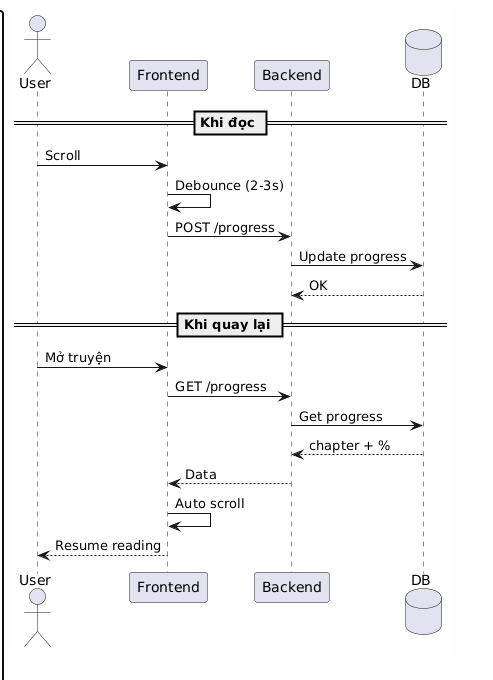 User
Frontend
Backend
DB
Khi đọc
Scroll
Debounce (2-3s)
POST /progress
Update progress
OK
Khi quay lại
Mở truyện
GET /progress
Get progress
chapter + %
Data
Auto scroll
Resume reading
User
Frontend
Backend
DB